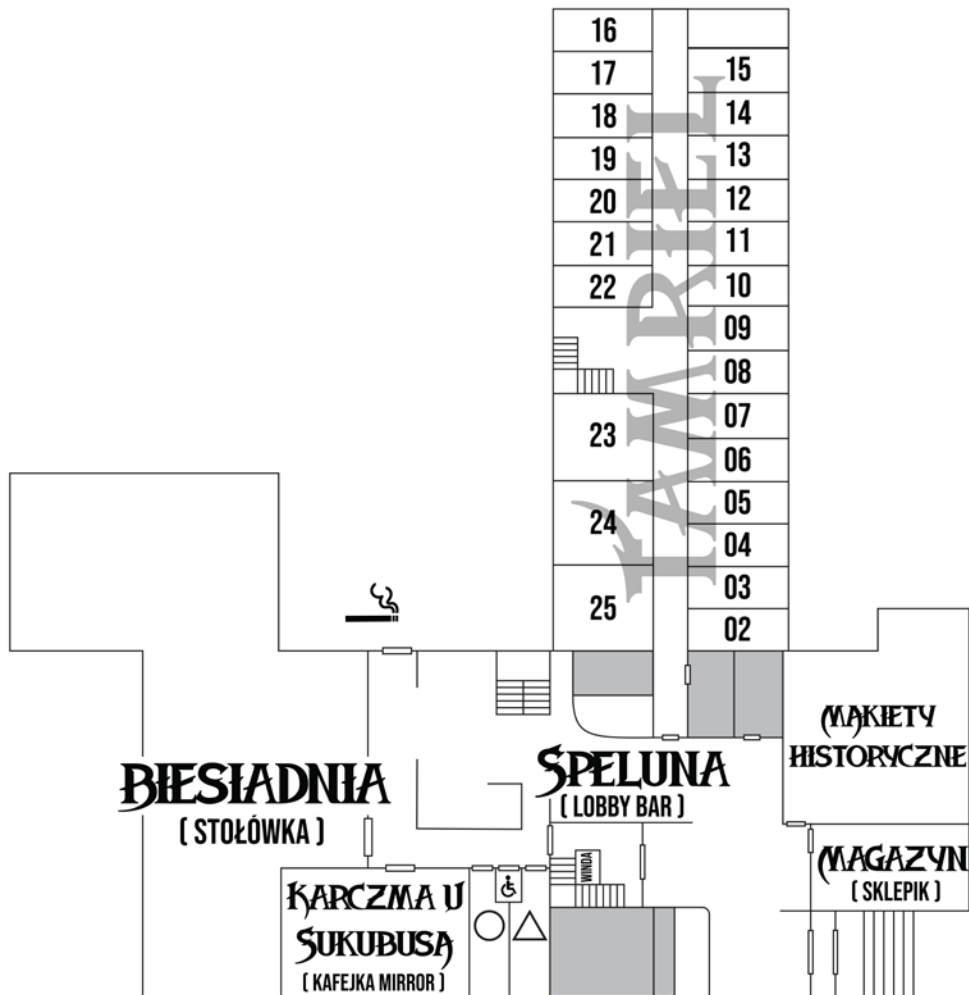 16
17
18
19
20
21
22
23
24
25
15
14
13
12
11
10
09
08
07
06
05
04
03
02
TAMRIEL
BIESIADNIA
( STOŁÓWKA )
SPELUNA
( LOBBY BAR )
MAKIETY
HISTORYCZNE
MAGAZYN
( SKLEPIK )
WINDA
KARCZMA U
SUKUBUSA
( KAFEJKA MIRROR )